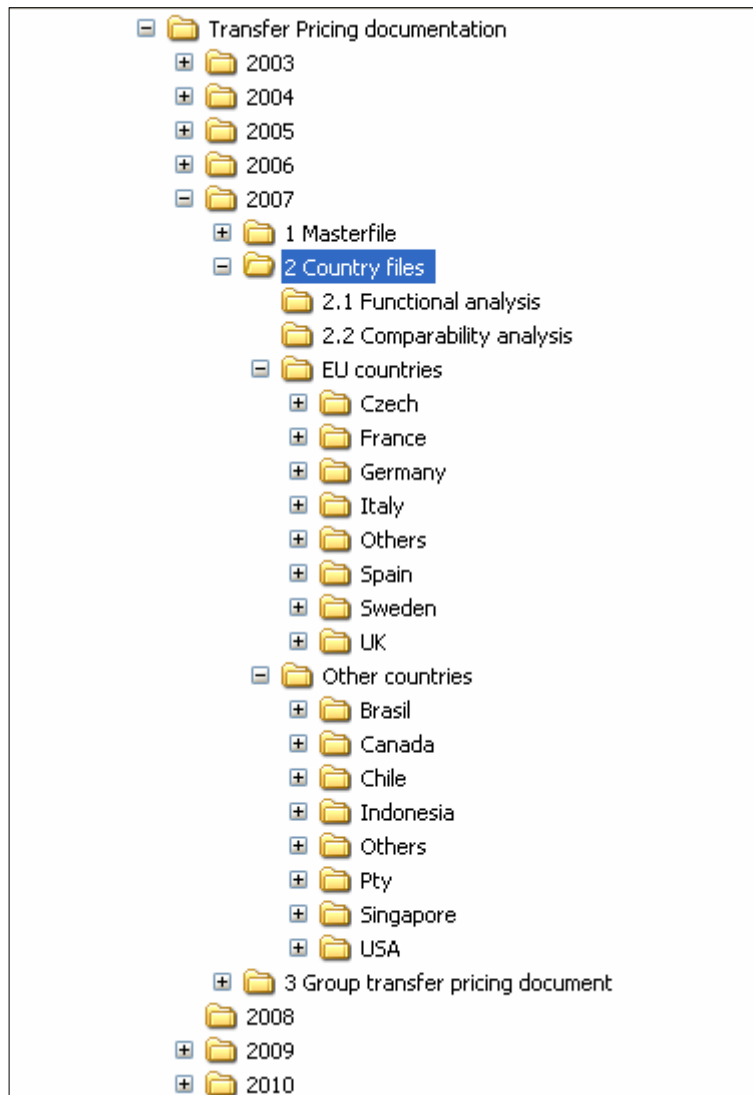 Transfer Pricing documentation
2003
2004
2005
2006
2007
1 Masterfile
2 Country files
2.1 Functional analysis
2.2 Comparability analysis
EU countries
Czech
France
Germany
Italy
Others
Spain
Sweden
UK
Other countries
Brasil
Canada
Chile
Indonesia
Others
Pty
Singapore
USA
3 Group transfer pricing document
2008
2009
2010